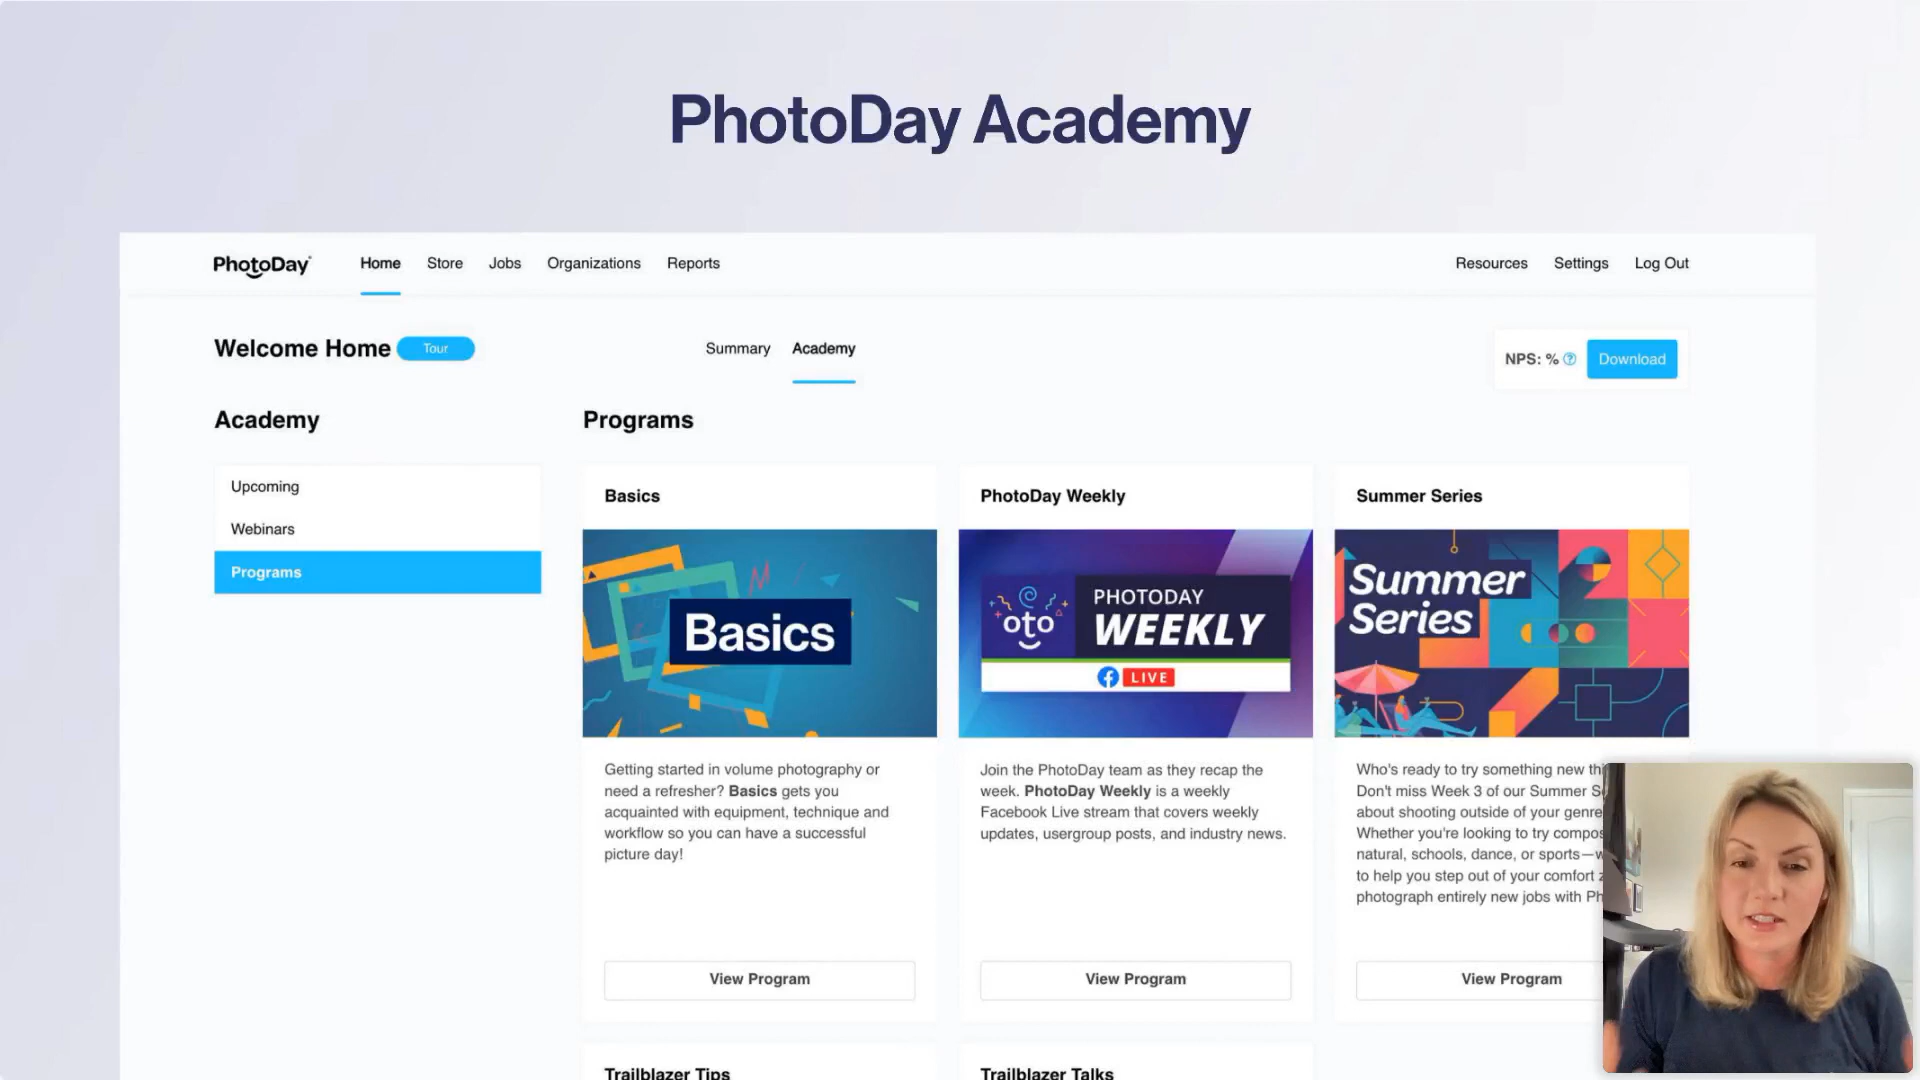 PhotoDay Academy
PhotoDay Home Store Jobs Organizations Reports Resources Settings Log Out
Welcome Home Tour Summary Academy NPS: % Download
Academy
Upcoming
Webinars
Programs
Programs
Basics
Basics
Getting started in volume photography or
need a refresher? Basics gets you
acquainted with equipment, technique and
workflow so you can have a successful
picture day!
View Program
PhotoDay Weekly
oto
PHOTODAY
WEEKLY
LIVE
Join the PhotoDay team as they recap the
week. PhotoDay Weekly is a weekly
Facebook Live stream that covers weekly
updates, usergroup posts, and industry news.
View Program
Summer Series
Summer
Series
Who's ready to try something new
Don't miss Week 3 of our Summer
about shooting outside of your genre
Whether you're looking to try
natural, schools, dance, or sports—
to help you step out of your comfort
photograph entirely new jobs with
View Program
Trailblazer Tips
Trailblazer Talks